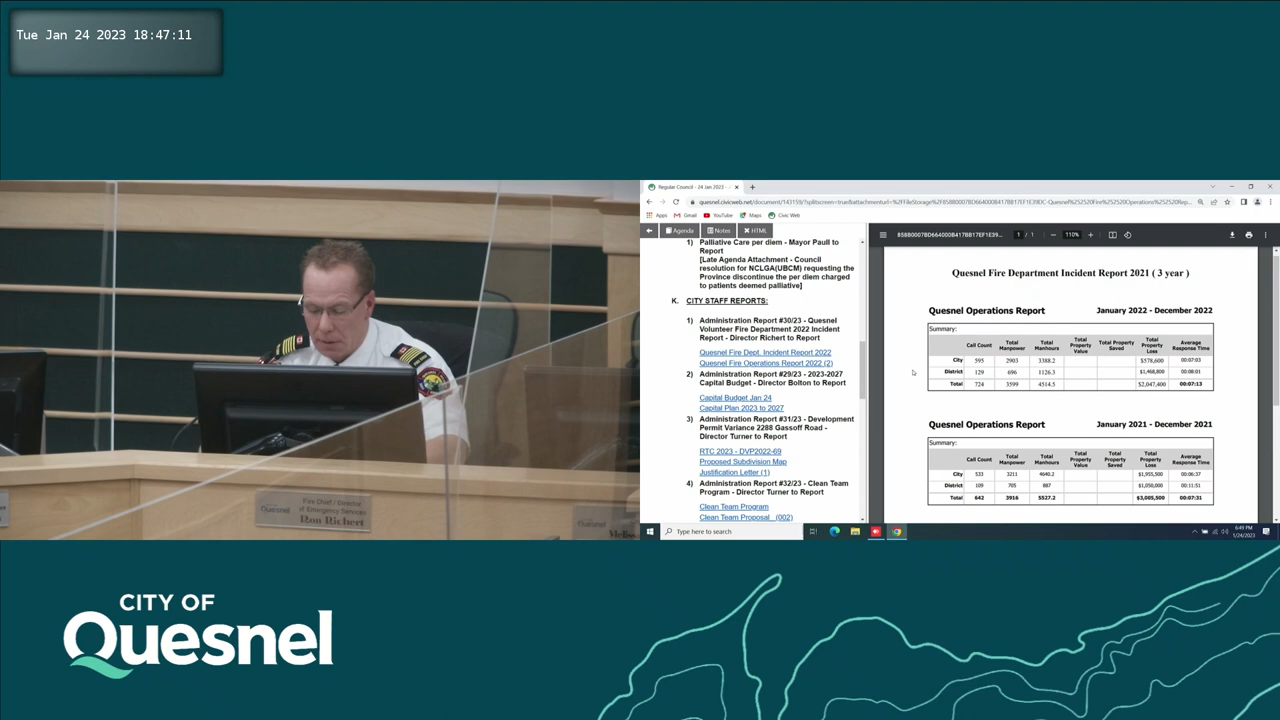 Tue Jan 24 2023 18:47:11
Regular Council - 24 Jan 2023 -
Apps Gmail YouTube Maps Civic Web
Agenda Notes HTML
1) Palliative Care per diem - Mayor Paull to
Report
[Late Agenda Attachment - Council
resolution for NCLGA(UBCM) requesting the
Province discontinue the per diem charged
to patients deemed palliative]
K. CITY STAFF REPORTS:
1) Administration Report #30/23 - Quesnel
Volunteer Fire Department 2022 Incident
Report - Director Richert to Report
Quesnel Fire Dept. Incident Report 2022
Quesnel Fire Operations Report 2022 (2)
2) Administration Report #29/23 - 2023-2027
Capital Budget - Director Bolton to Report
Capital Budget Jan 24
Capital Plan 2023 to 2027
3) Administration Report #31/23 - Development
Permit Variance 2288 Gassoff Road -
Director Turner to Report
RTC 2023 - DVP2022-69
Proposed Subdivision Map
Justification Letter (1)
4) Administration Report #32/23 - Clean Team
Program - Director Turner to Report
Clean Team Program
Clean Team Proposal_ (002)
1 / 1 110%
Quesnel Fire Department Incident Report 2021 ( 3 year )
Quesnel Operations Report January 2022 - December 2022
Summary:
Call Count Total Manpower Total Manhours Total Property Value Total Property Saved Total Property Loss Average Response Time
City 595 2903 3388.2 $578,600 00:07:03
District 129 696 1126.3 $1,468,800 00:08:01
Total 724 3599 4514.5 $2,047,400 00:07:13
Quesnel Operations Report January 2021 - December 2021
Summary:
Call Count Total Manpower Total Manhours Total Property Value Total Property Saved Total Property Loss Average Response Time
City 533 3211 4640.2 $1,955,500 00:06:37
District 109 705 887 $1,050,000 00:11:51
Total 642 3916 5527.2 $3,005,500 00:07:31
Type here to search
6:49 PM
1/24/2023
Fire Chief / Director
of Emergency Services
Ron Richert
CITY OF
Quesnel